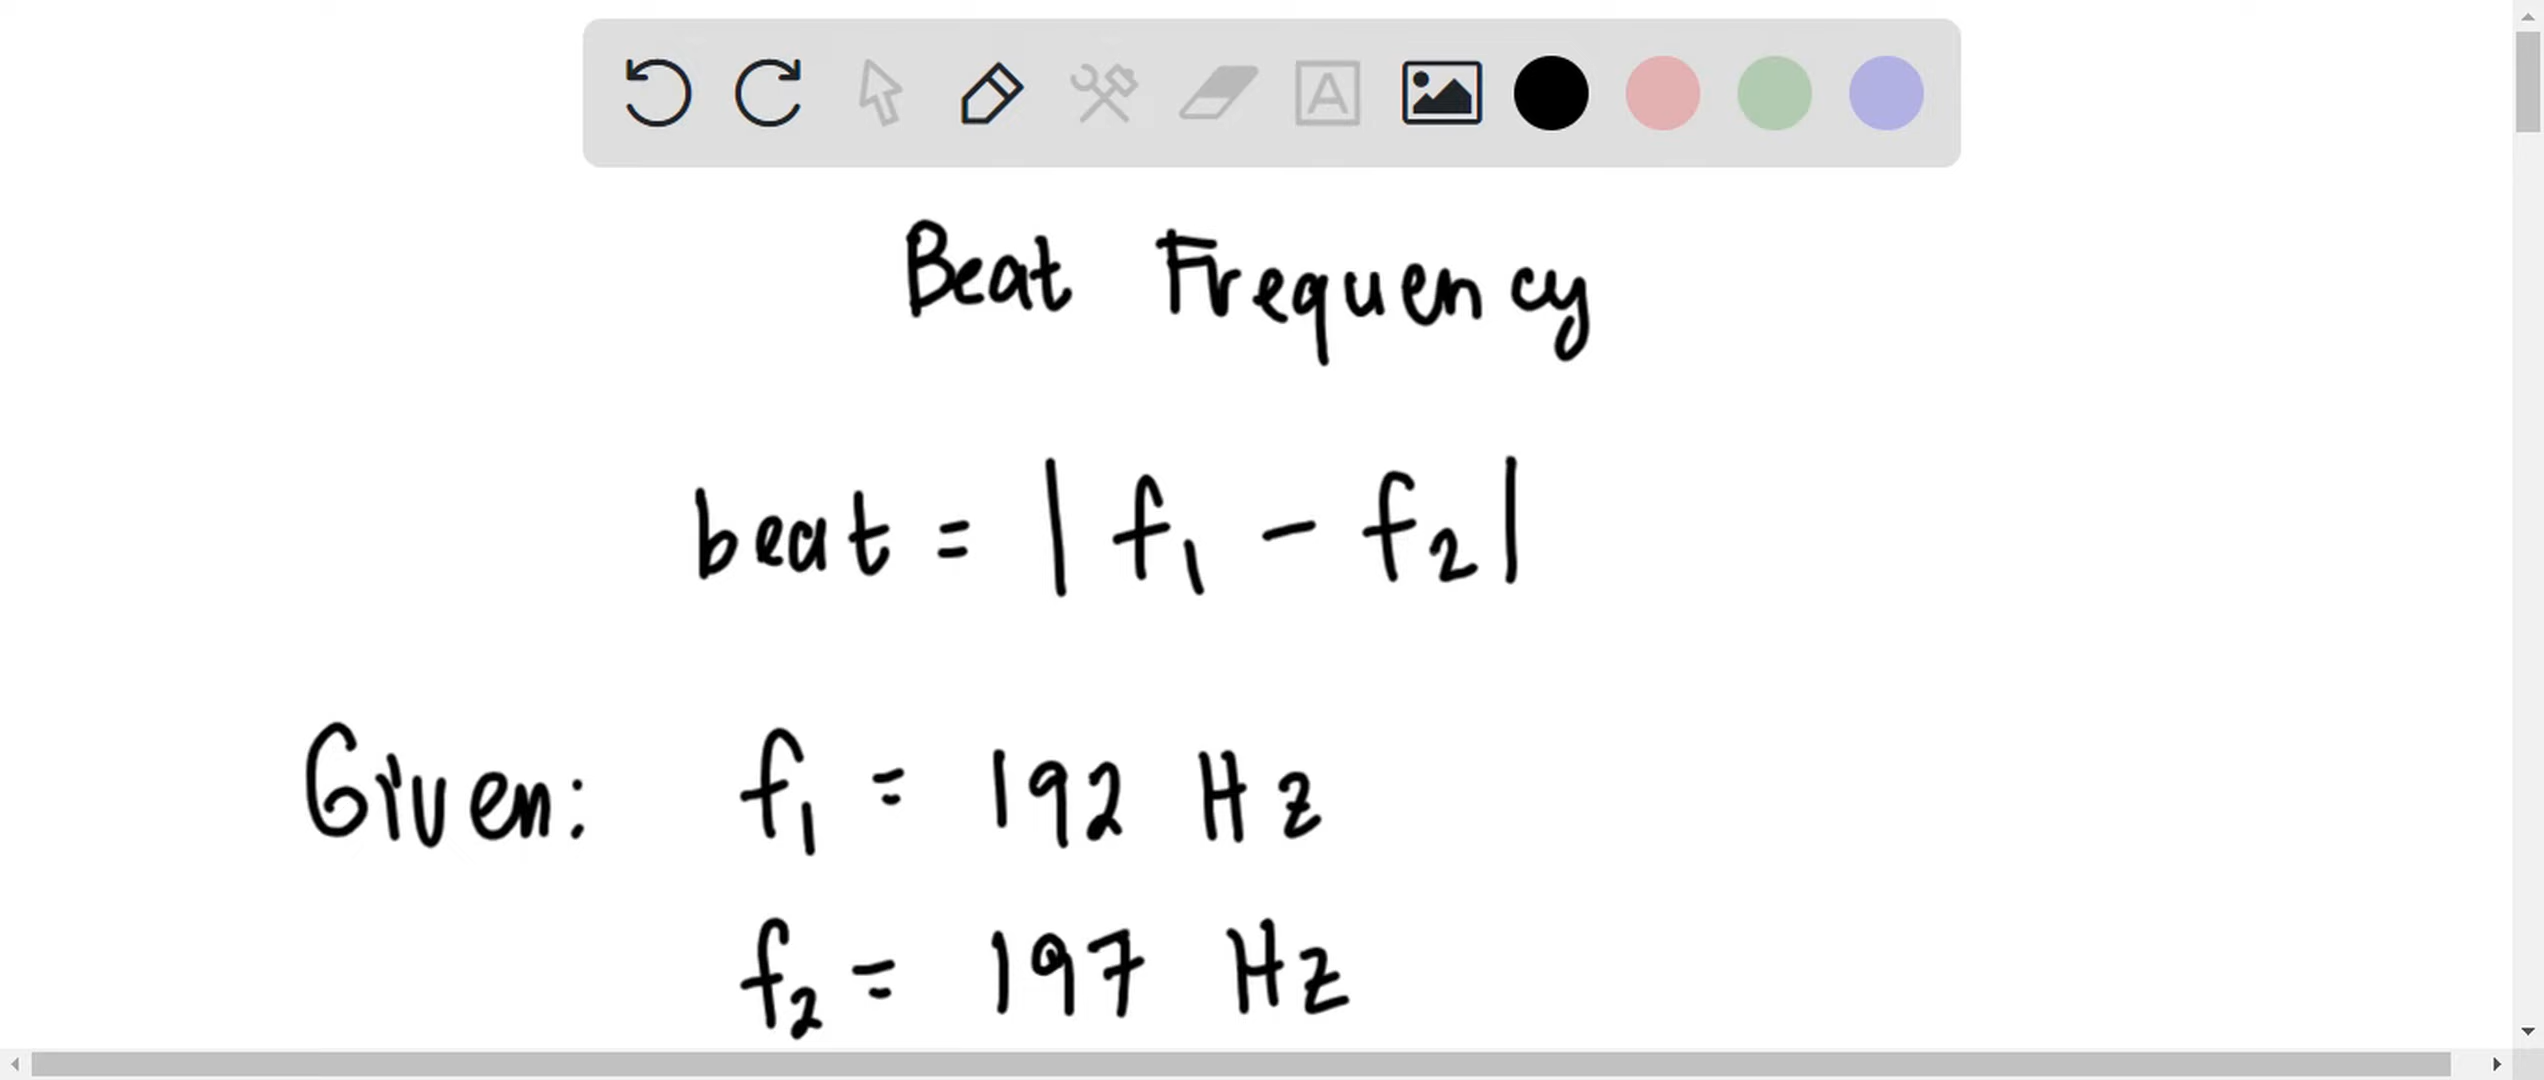 A
Beat Frequency
beat = | f₁ - f₂ |
Given: f₁ = 192 Hz
f₂ = 197 Hz